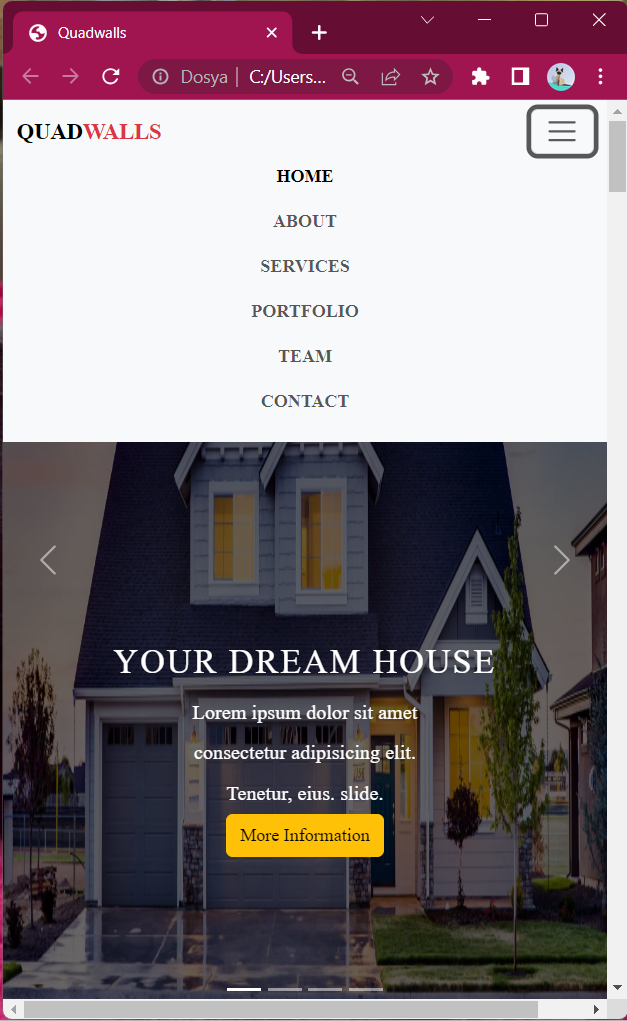 Quadwalls
Dosya | C:/Users...
QUADWALLS
HOME
ABOUT
SERVICES
PORTFOLIO
TEAM
CONTACT
YOUR DREAM HOUSE
Lorem ipsum dolor sit amet
consectetur adipisicing elit.
Tenetur, eius. slide.
More Information